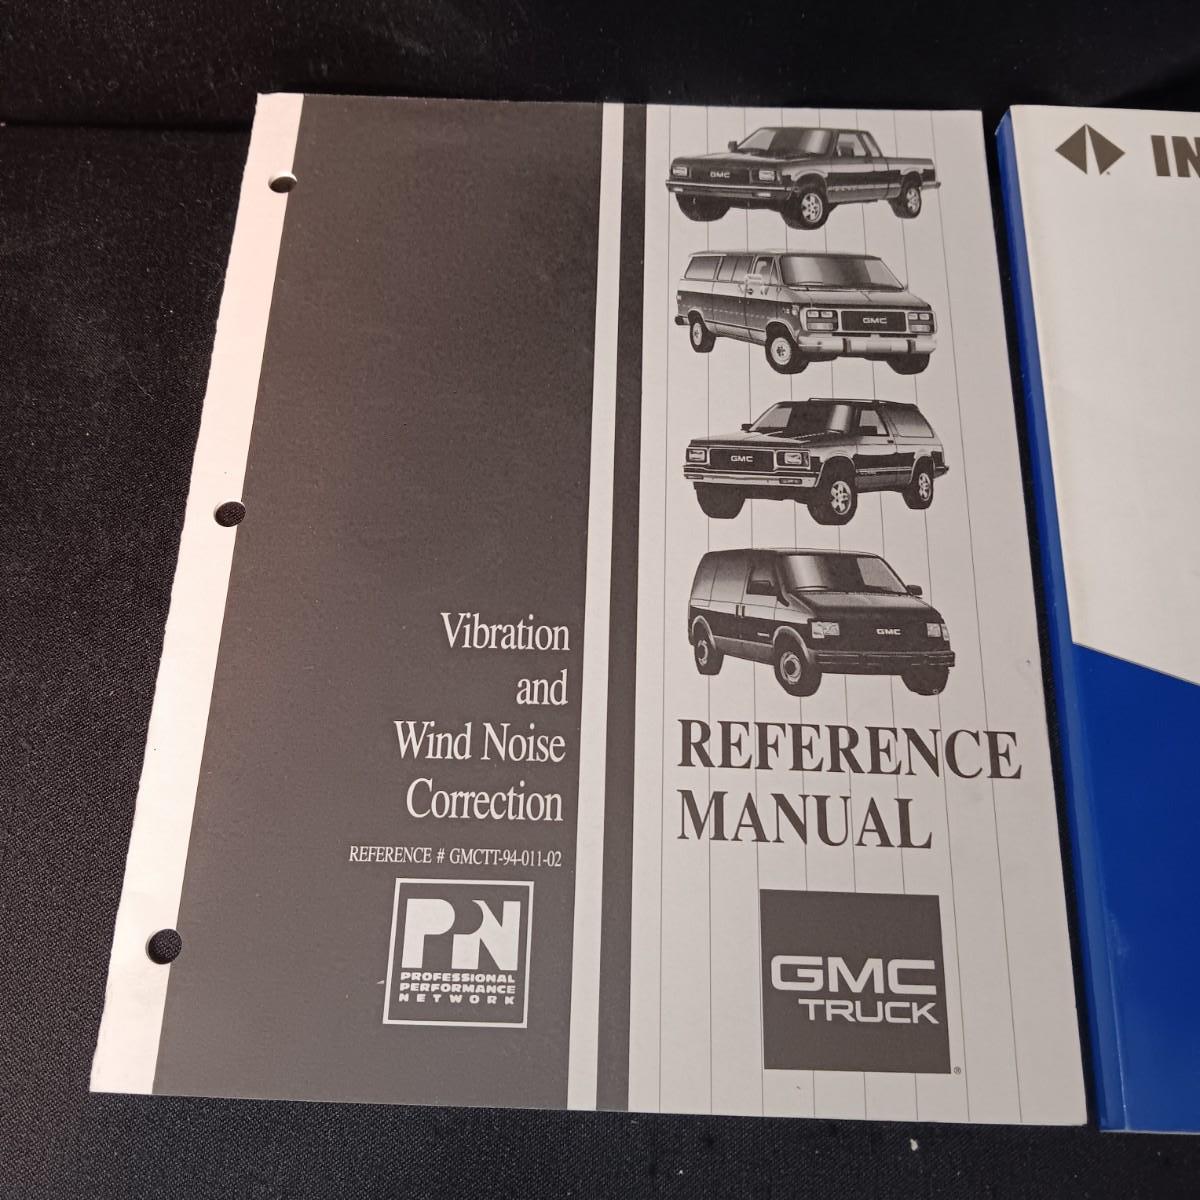 Vibration
and
Wind Noise
Correction
REFERENCE # GMCTT-94-011-02
PPN
PROFESSIONAL
PERFORMANCE
NETWORK
GMC
GMC
GMC
GMC
REFERENCE
MANUAL
GMC
TRUCK
®
IN